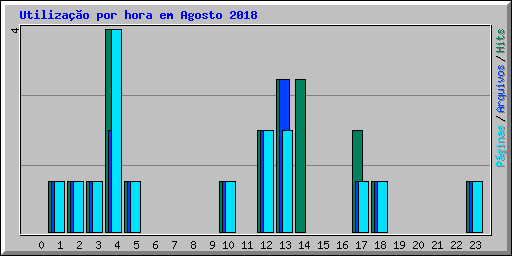 Utilização por hora em Agosto 2018
4
Páginas / Arquivos / Hits
0 1 2 3 4 5 6 7 8 9 10 11 12 13 14 15 16 17 18 19 20 21 22 23